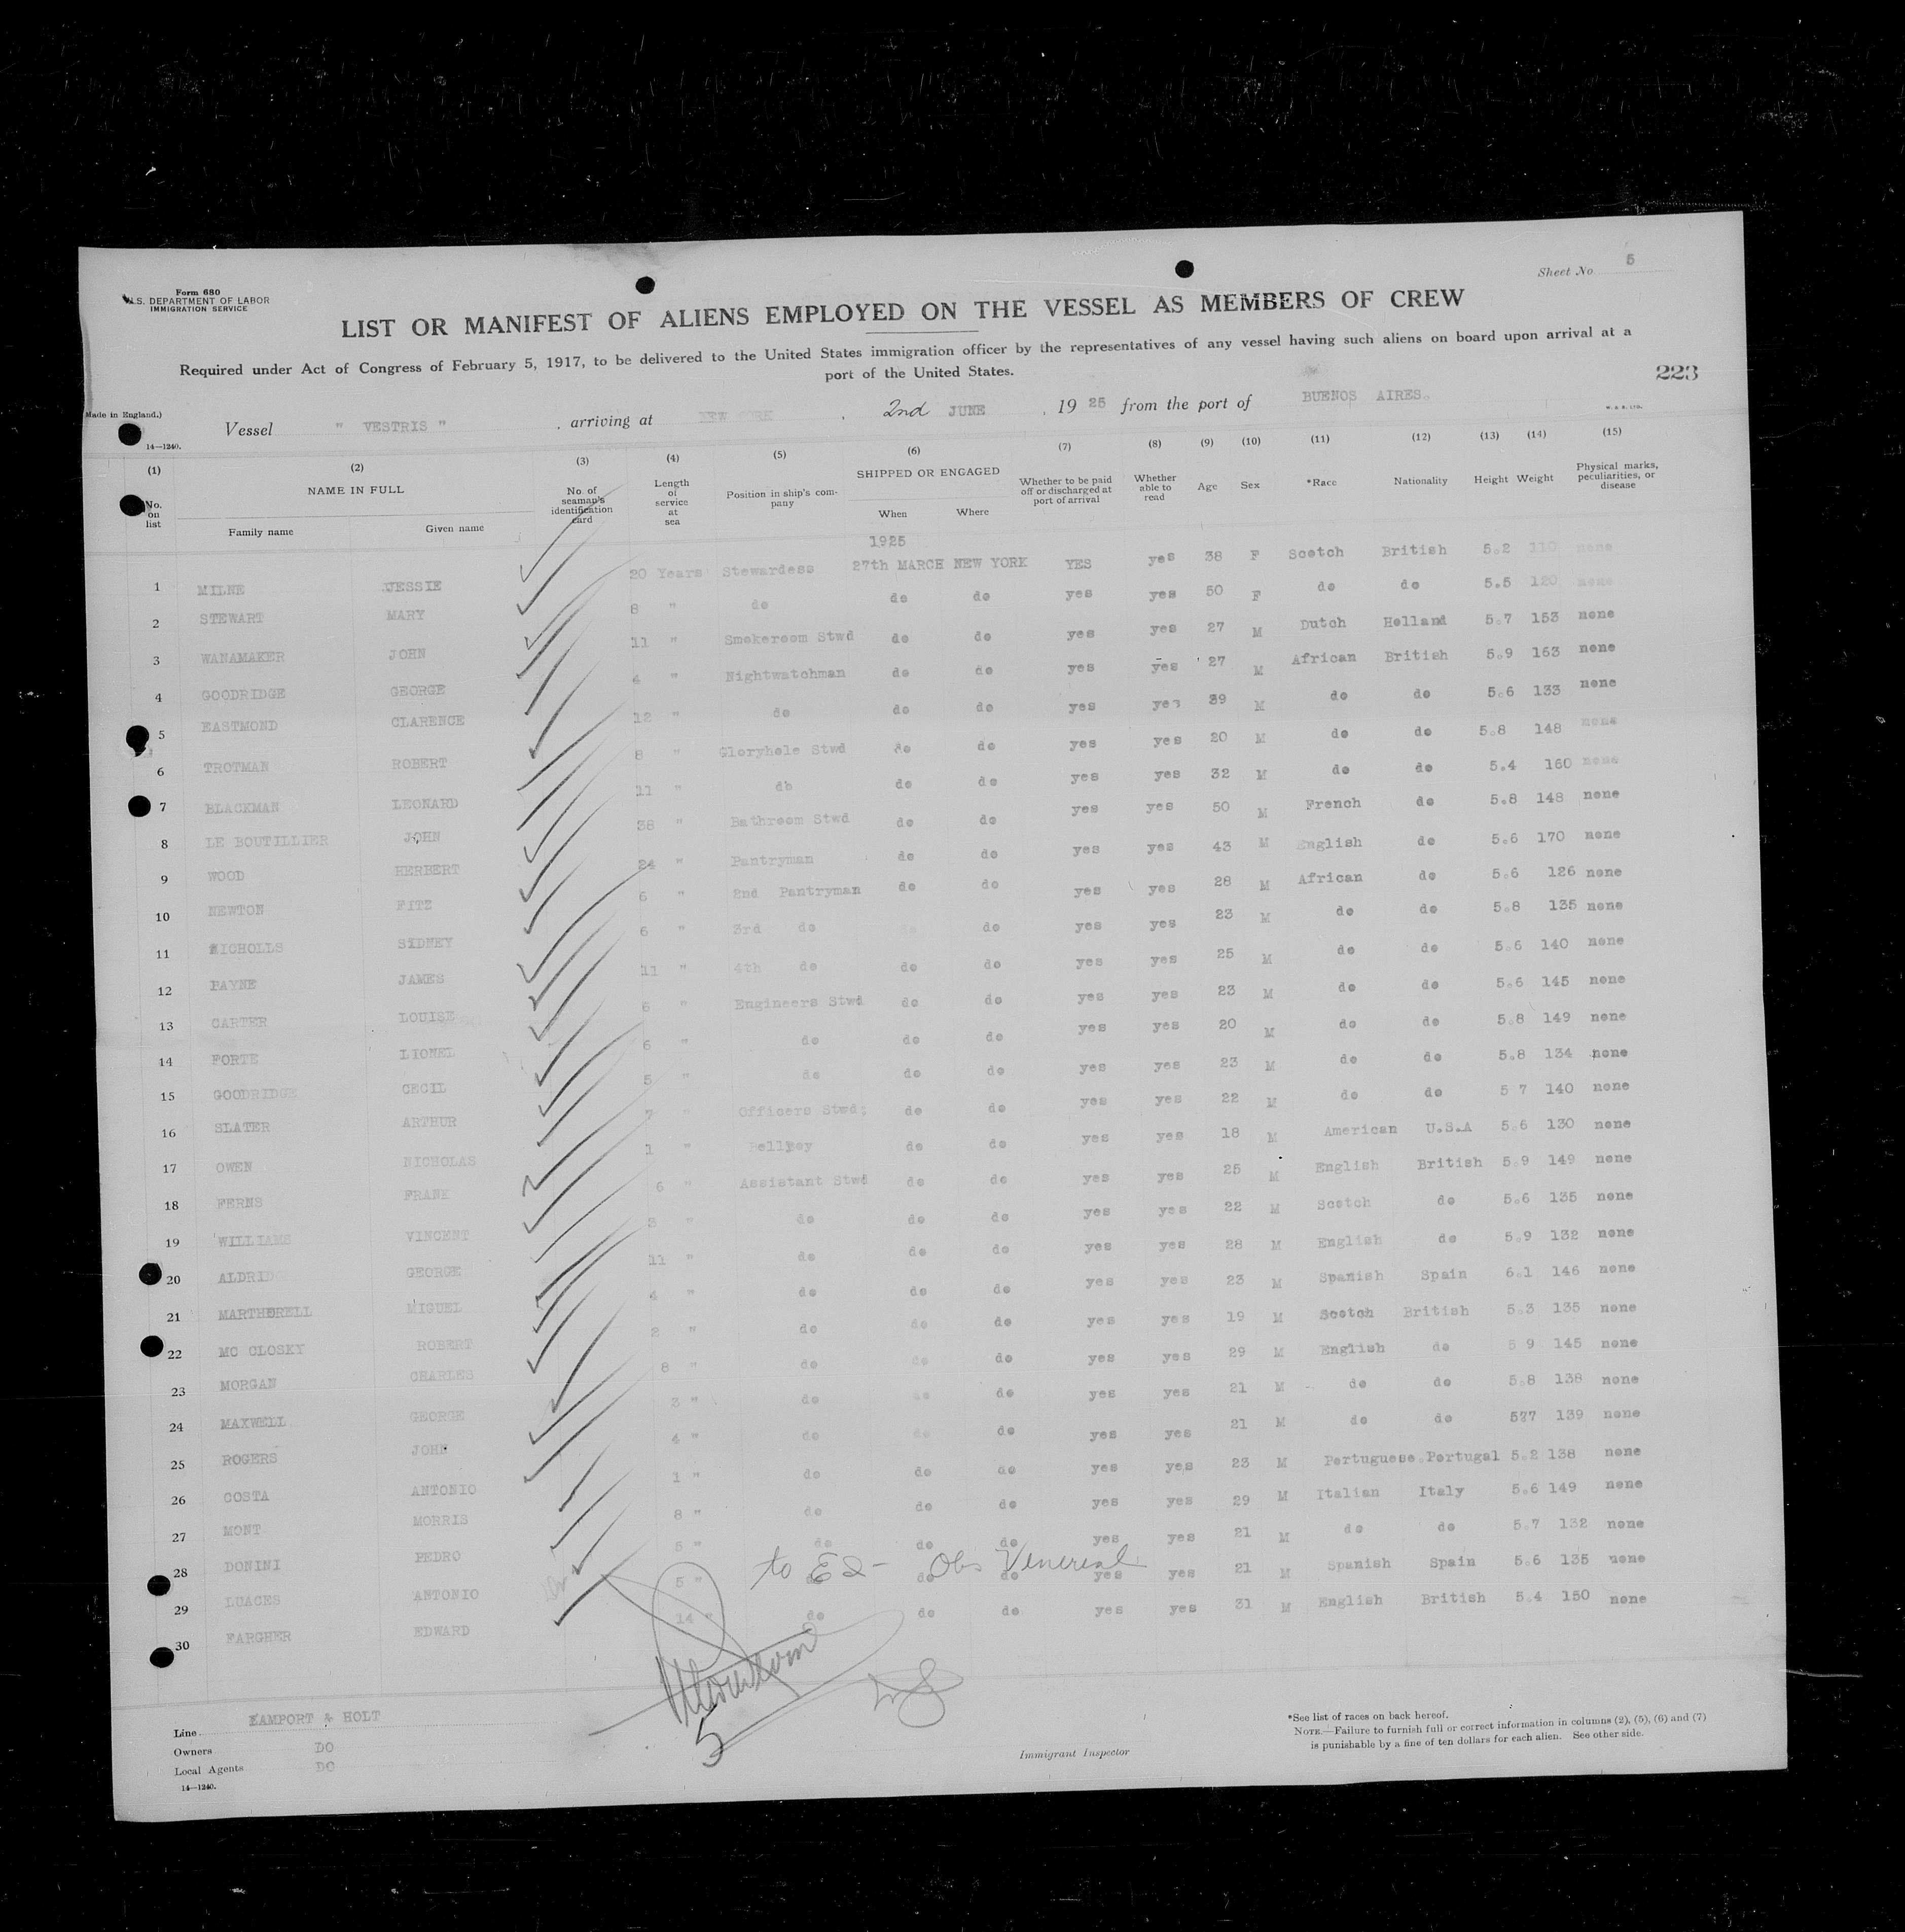 Sheet No 5
Form 680
U.S. DEPARTMENT OF LABOR
IMMIGRATION SERVICE
LIST OR MANIFEST OF ALIENS EMPLOYED ON THE VESSEL AS MEMBERS OF CREW
Required under Act of Congress of February 5, 1917, to be delivered to the United States immigration officer by the representatives of any vessel having such aliens on board upon arrival at a
port of the United States.
223
Made in England.)
Vessel " VESTRIS " , arriving at NEW YORK , 2nd JUNE , 19 25 from the port of BUENOS AIRES.
14—1240.
(1) (2) (3) (4) (5) (6) (7) (8) (9) (10) (11) (12) (13) (14) (15)
No. on list NAME IN FULL Family name Given name No. of seaman's identification card Length of service at sea Position in ship's company SHIPPED OR ENGAGED When Where Whether to be paid off or discharged at port of arrival Whether able to read Age Sex *Race Nationality Height Weight Physical marks, peculiarities, or disease
1925
1 MILNE JESSIE 20 Years Stewardess 27th MARCH NEW YORK YES yes 38 F Scotch British 5.2 110 none
2 STEWART MARY 8 " do do do yes yes 50 F do do 5.5 120 none
3 WANAMAKER JOHN 11 " Smokeroom Stwd do do yes yes 27 M Dutch Holland 5.7 153 none
4 GOODRIDGE GEORGE 4 " Nightwatchman do do yes yes 27 M African British 5.9 163 none
5 EASTMOND CLARENCE 12 " do do do yes yes 39 M do do 5.6 133 none
6 TROTMAN ROBERT 8 " Gloryhole Stwd do do yes yes 20 M do do 5.8 148 none
7 BLACKMAN LEONARD 11 " do do do yes yes 32 M do do 5.4 160 none
8 LE BOUTILLIER JOHN 38 " Bathroom Stwd do do yes yes 50 M French do 5.8 148 none
9 WOOD HERBERT 24 " Pantryman do do yes yes 43 M English do 5.6 170 none
10 NEWTON FITZ 6 " 2nd Pantryman do do yes yes 28 M African do 5.6 126 none
11 NICHOLLS SIDNEY 6 " 3rd do do do yes yes 23 M do do 5.8 135 none
12 PAYNE JAMES 11 " 4th do do do yes yes 25 M do do 5.6 140 none
13 CARTER LOUISE 6 " Engineers Stwd do do yes yes 23 M do do 5.6 145 none
14 FORTE LIONEL 6 " do do do yes yes 20 M do do 5.8 149 none
15 GOODRIDGE CECIL 5 " do do do yes yes 23 M do do 5.8 134 none
16 SLATER ARTHUR 7 " Officers Stwd; do do yes yes 22 M do do 5 7 140 none
17 OWEN NICHOLAS 1 " Bellboy do do yes yes 18 M American U.S.A 5.6 130 none
18 FERNS FRANK 6 " Assistant Stwd do do yes yes 25 M English British 5.9 149 none
19 WILLIAMS VINCENT 3 " do do do yes yes 22 M Scotch do 5.6 135 none
20 ALDRID GEORGE 11 " do do do yes yes 28 M English do 5.9 132 none
21 MARTHERELL MIGUEL 4 " do do do yes yes 23 M Spanish Spain 6.1 146 none
22 MC CLOSKY ROBERT 2 " do do do yes yes 19 M Scotch British 5.3 135 none
23 MORGAN CHARLES 8 " do do do yes yes 29 M English do 5 9 145 none
24 MAXWELL GEORGE 3 " do do do yes yes 21 M do do 5.8 138 none
25 ROGERS JOHN 4 " do do do yes yes 21 M do do 5?7 139 none
26 COSTA ANTONIO 1 " do do do yes yes 23 M Portuguese.Portugal 5.2 138 none
27 MONT MORRIS 8 " do do do yes yes 29 M Italian Italy 5.6 149 none
28 DONINI PEDRO 5 " do do do yes yes 21 M do do 5.7 132 none
to E2 - Obs Venereal
29 LUACES ANTONIO 5 " do do do yes yes 21 M Spanish Spain 5.6 135 none
30 FARGHER EDWARD 14 " do do do yes yes 31 M English British 5.4 150 none
5
Line LAMPORT & HOLT
Owners DO
Local Agents DO
14—1240.
Immigrant Inspector
*See list of races on back hereof.
NOTE.—Failure to furnish full or correct information in columns (2), (5), (6) and (7)
is punishable by a fine of ten dollars for each alien. See other side.